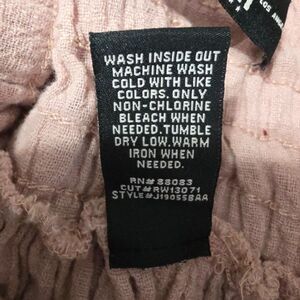 WASH INSIDE OUT
MACHINE WASH
COLD WITH LIKE
COLORS. ONLY
NON-CHLORINE
BLEACH WHEN
NEEDED. TUMBLE
DRY LOW. WARM
IRON WHEN
NEEDED.
RN# 88083
CUT# RW13071
STYLE# J190558AA